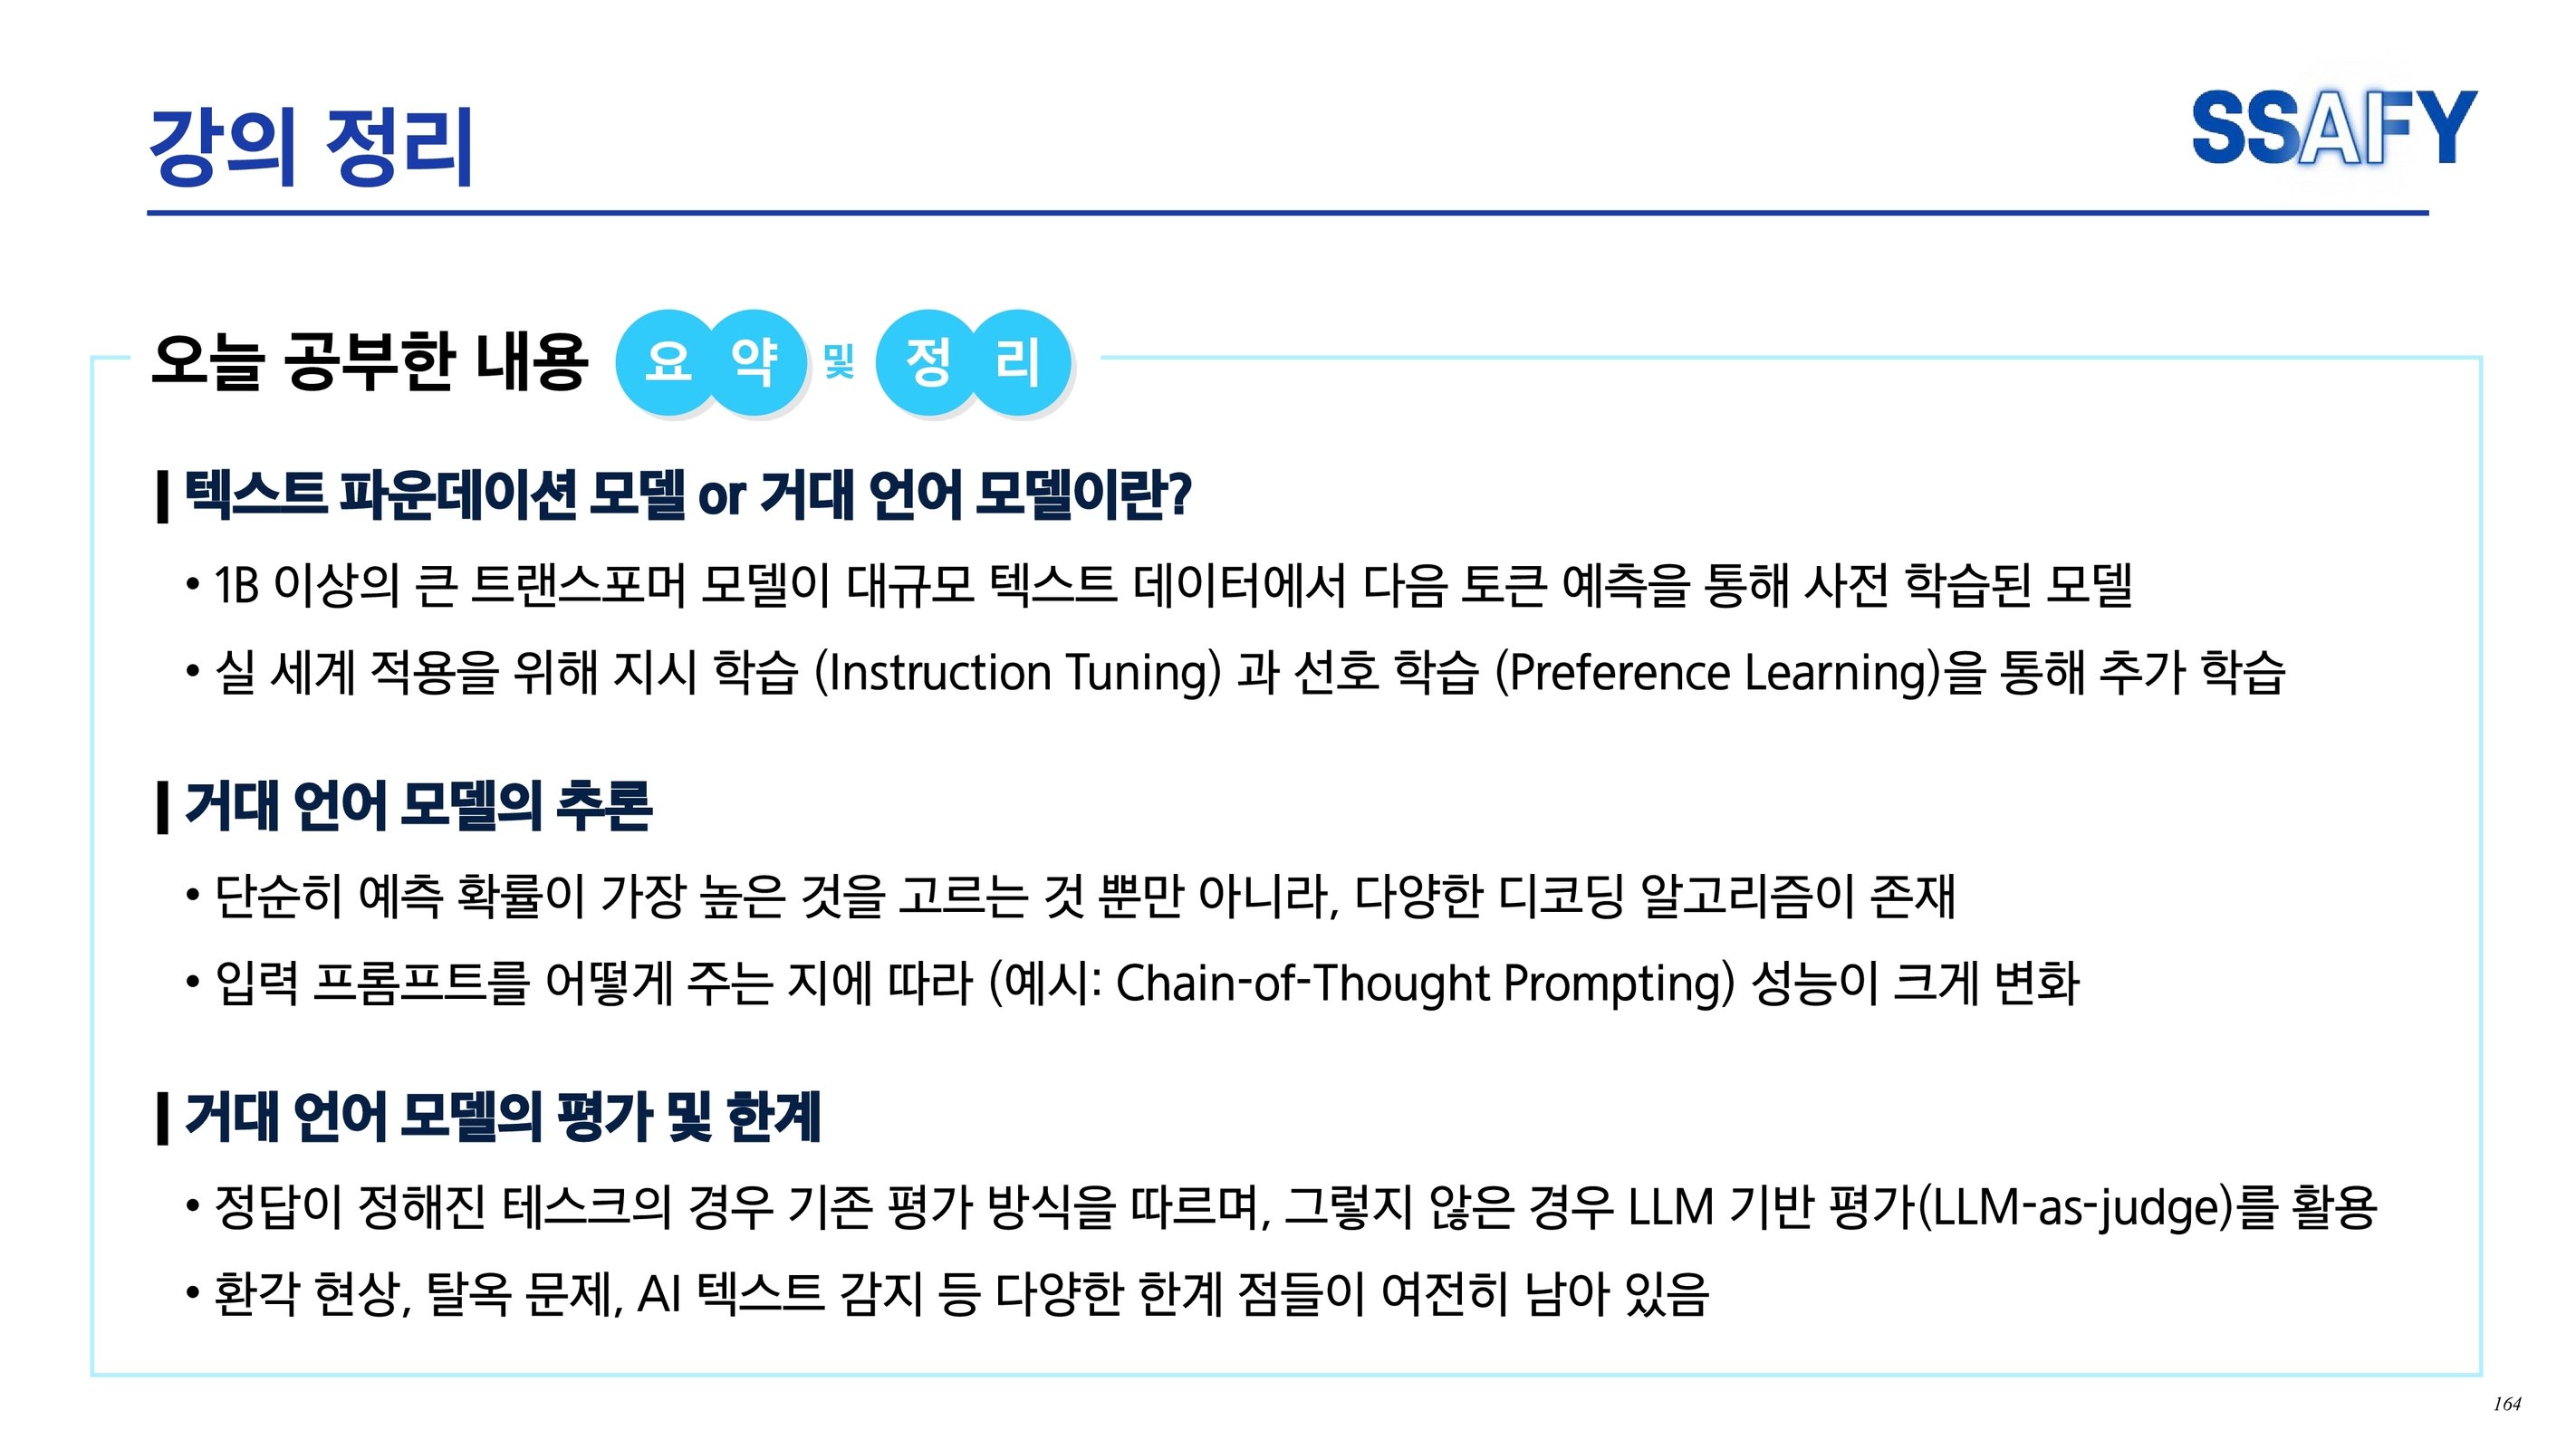 강의 정리
SSAFY
오늘 공부한 내용 요약 및 정리
텍스트 파운데이션 모델 or 거대 언어 모델이란?
• 1B 이상의 큰 트랜스포머 모델이 대규모 텍스트 데이터에서 다음 토큰 예측을 통해 사전 학습된 모델
• 실 세계 적용을 위해 지시 학습 (Instruction Tuning) 과 선호 학습 (Preference Learning)을 통해 추가 학습
거대 언어 모델의 추론
• 단순히 예측 확률이 가장 높은 것을 고르는 것 뿐만 아니라, 다양한 디코딩 알고리즘이 존재
• 입력 프롬프트를 어떻게 주는 지에 따라 (예시: Chain-of-Thought Prompting) 성능이 크게 변화
거대 언어 모델의 평가 및 한계
• 정답이 정해진 테스크의 경우 기존 평가 방식을 따르며, 그렇지 않은 경우 LLM 기반 평가(LLM-as-judge)를 활용
• 환각 현상, 탈옥 문제, AI 텍스트 감지 등 다양한 한계 점들이 여전히 남아 있음
164